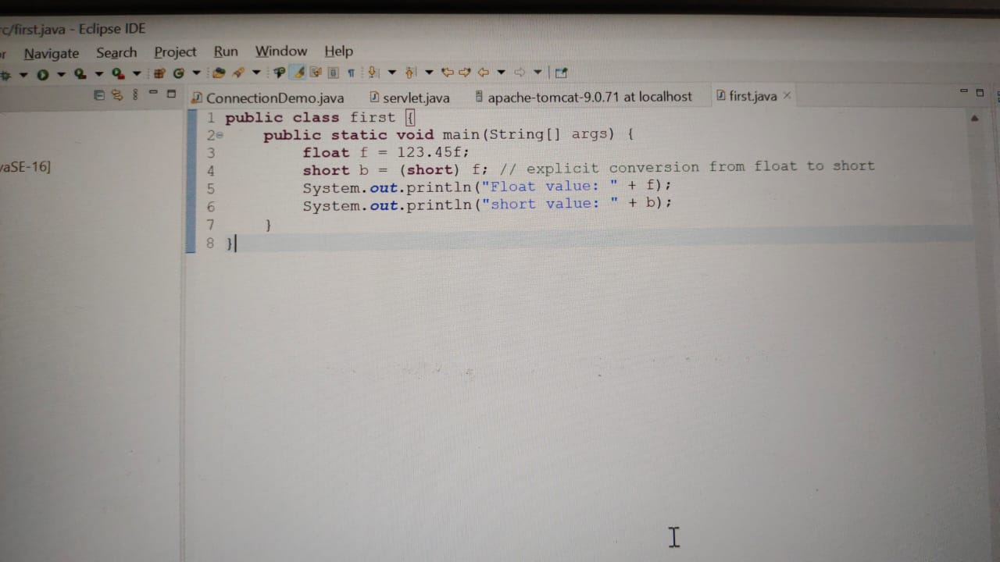 rc/first.java - Eclipse IDE
or Navigate Search Project Run Window Help
ConnectionDemo.java servlet.java apache-tomcat-9.0.71 at localhost first.java
vaSE-16]
1 public class first {
2 public static void main(String[] args) {
3 float f = 123.45f;
4 short b = (short) f; // explicit conversion from float to short
5 System.out.println("Float value: " + f);
6 System.out.println("short value: " + b);
7 }
8 }